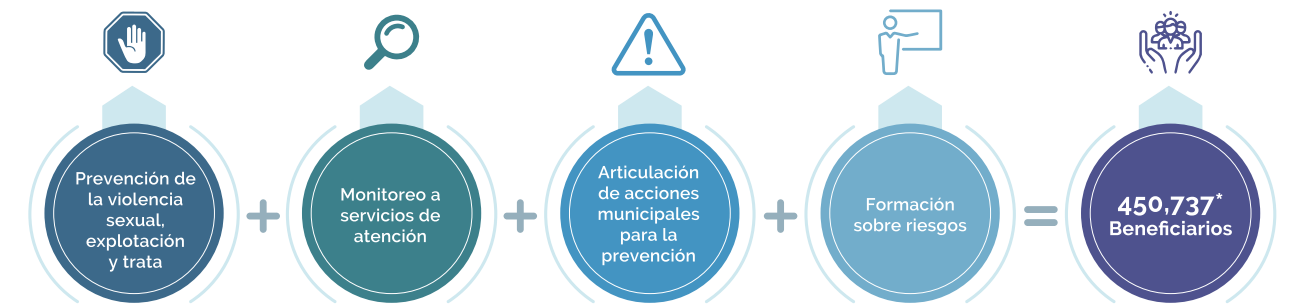 Prevención de
la violencia
sexual,
explotación
y trata
+
Monitoreo a
servicios de
atención
+
Articulación
de acciones
municipales
para la
prevención
+
Formación
sobre riesgos
=
450,737*
Beneficiarios